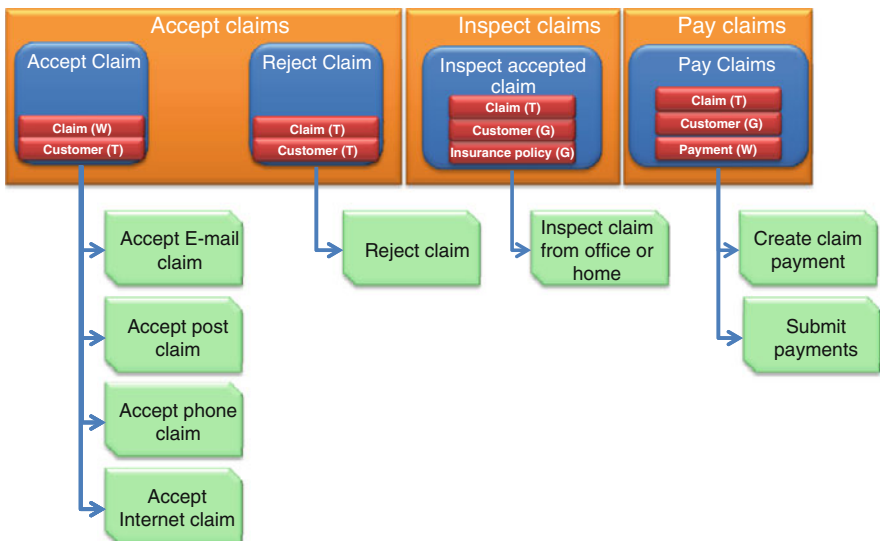 Accept claims
Accept Claim
Claim (W)
Customer (T)
Reject Claim
Claim (T)
Customer (T)
Inspect claims
Inspect accepted
claim
Claim (T)
Customer (G)
Insurance policy (G)
Pay claims
Pay Claims
Claim (T)
Customer (G)
Payment (W)
Accept E-mail
claim
Accept post
claim
Accept phone
claim
Accept
Internet claim
Reject claim
Inspect claim
from office or
home
Create claim
payment
Submit
payments